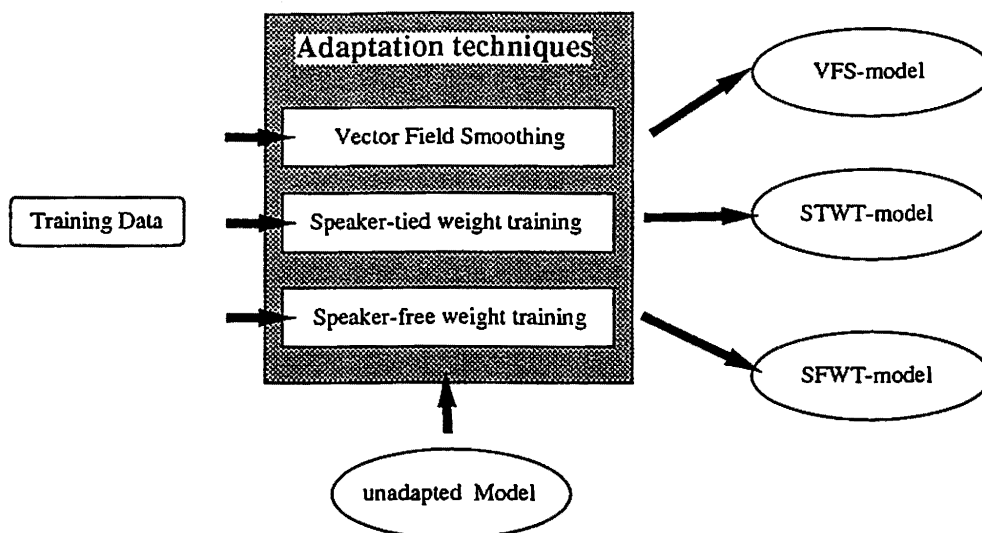 Adaptation techniques
VFS-model
Vector Field Smoothing
Training Data
Speaker-tied weight training
STWT-model
Speaker-free weight training
SFWT-model
unadapted Model